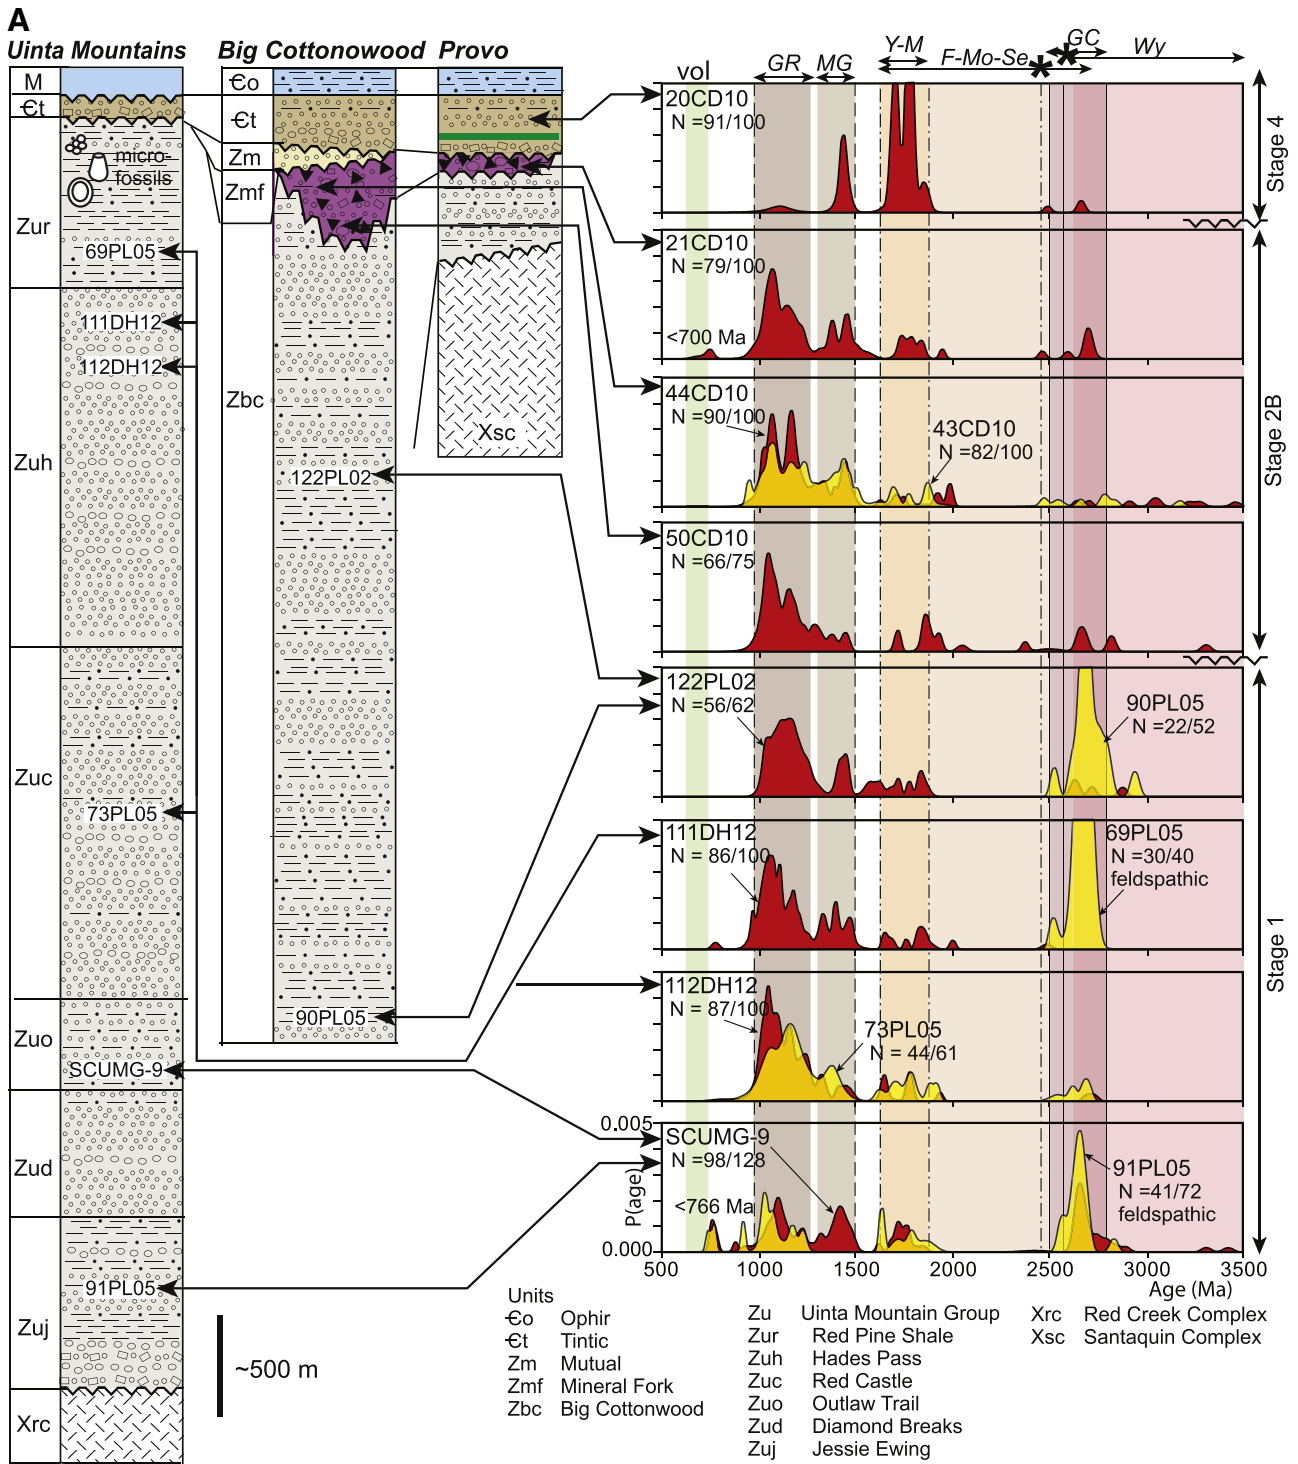 A
Uinta Mountains
Big Cottonowood
Provo
M
Ꞓt
Zur
Zuh
Zuc
Zuo
Zud
Zuj
Xrc
micro-
fossils
69PL05
111DH12
112DH12
73PL05
SCUMG-9
91PL05
Ꞓo
Ꞓt
Zm
Zmf
Zbc
122PL02
90PL05
Xsc
~500 m
vol
GR
MG
Y-M
F-Mo-Se
*
*
GC
Wy
20CD10
N =91/100
Stage 4
21CD10
N =79/100
<700 Ma
44CD10
N =90/100
43CD10
N =82/100
Stage 2B
50CD10
N =66/75
122PL02
N =56/62
90PL05
N =22/52
111DH12
N = 86/100
69PL05
N =30/40
feldspathic
Stage 1
112DH12
N = 87/100
73PL05
N = 44/61
0.005
SCUMG-9
N =98/128
<766 Ma
91PL05
N =41/72
feldspathic
P(age)
0.000
500 1000 1500 2000 2500 3000 3500
Age (Ma)
Units
Ꞓo Ophir
Ꞓt Tintic
Zm Mutual
Zmf Mineral Fork
Zbc Big Cottonwood
Zu Uinta Mountain Group
Zur Red Pine Shale
Zuh Hades Pass
Zuc Red Castle
Zuo Outlaw Trail
Zud Diamond Breaks
Zuj Jessie Ewing
Xrc Red Creek Complex
Xsc Santaquin Complex